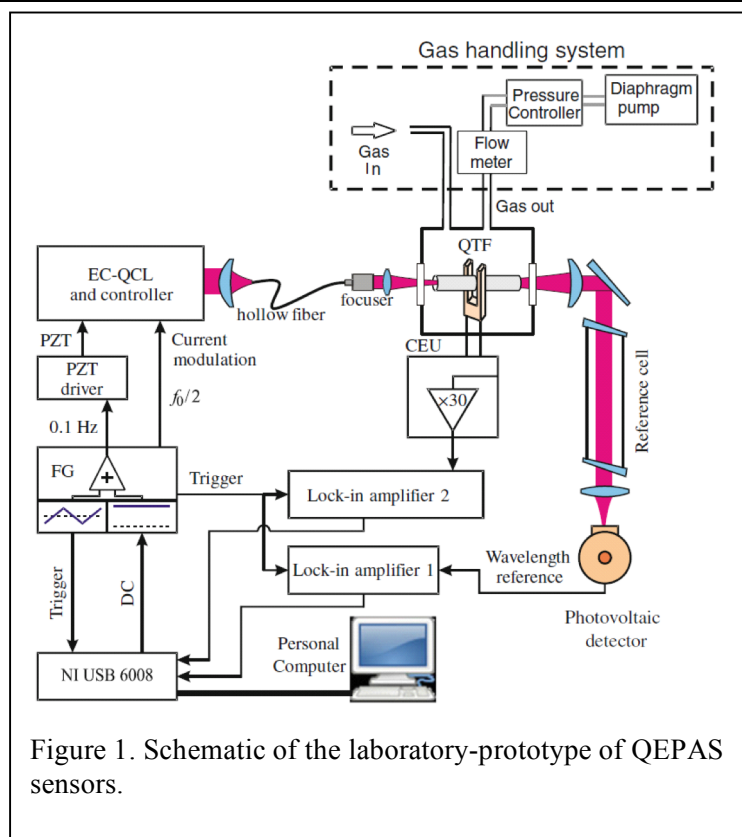 Gas handling system
Pressure
Controller
Diaphragm
pump
Gas
In
Flow
meter
Gas out
EC-QCL
and controller
hollow fiber
focuser
QTF
PZT
Current
modulation
CEU
PZT
driver
f0/2
×30
Reference cell
0.1 Hz
FG
+
Trigger
Lock-in amplifier 2
Trigger
DC
Lock-in amplifier 1
Wavelength
reference
Photovoltaic
detector
Personal
Computer
NI USB 6008
Figure 1. Schematic of the laboratory-prototype of QEPAS
sensors.